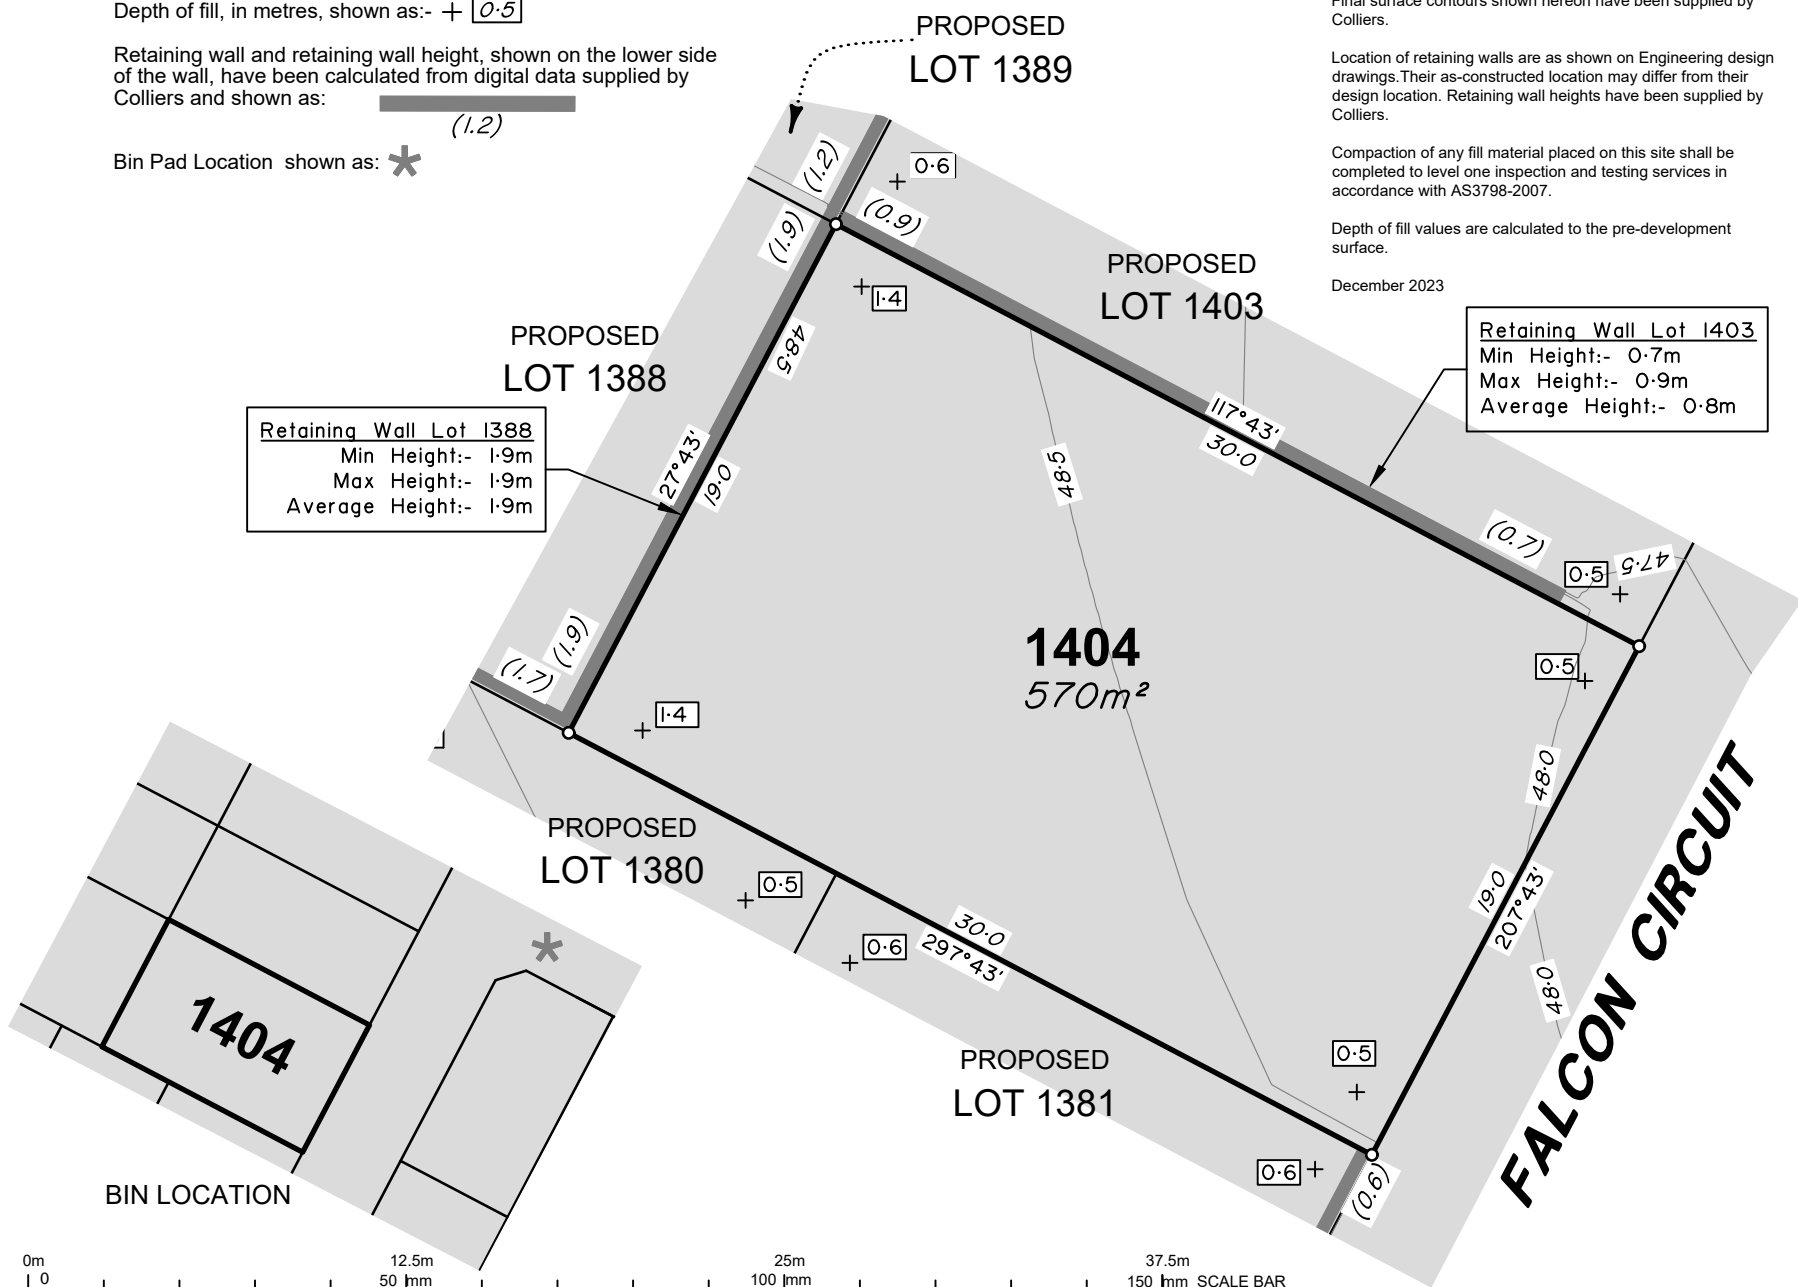 Depth of fill, in metres, shown as:- + 0·5
Retaining wall and retaining wall height, shown on the lower side
of the wall, have been calculated from digital data supplied by
Colliers and shown as:
(1.2)
Bin Pad Location shown as: *
Final surface contours shown hereon have been supplied by
Colliers.
Location of retaining walls are as shown on Engineering design
drawings.Their as-constructed location may differ from their
design location. Retaining wall heights have been supplied by
Colliers.
Compaction of any fill material placed on this site shall be
completed to level one inspection and testing services in
accordance with AS3798-2007.
Depth of fill values are calculated to the pre-development
surface.
December 2023
PROPOSED
LOT 1389
(1.2)
0·6
(1.9)
(0.9)
1·4
PROPOSED
LOT 1403
PROPOSED
LOT 1388
48·5
Retaining Wall Lot 1403
Min Height:- 0·7m
Max Height:- 0·9m
Average Height:- 0·8m
Retaining Wall Lot 1388
Min Height:- 1·9m
Max Height:- 1·9m
Average Height:- 1·9m
117°43'
30·0
27°43'
19·0
48·5
(0.7)
0·5
47·5
(1.9)
(1.7)
1404
570m²
0·5
1·4
48·0
PROPOSED
LOT 1380
0·5
0·6
30·0
297°43'
19·0
207°43'
48·0
FALCON CIRCUIT
PROPOSED
LOT 1381
0·5
0·6
(0.6)
*
1404
BIN LOCATION
0m 12.5m 25m 37.5m
0 50 mm 100 mm 150 mm SCALE BAR